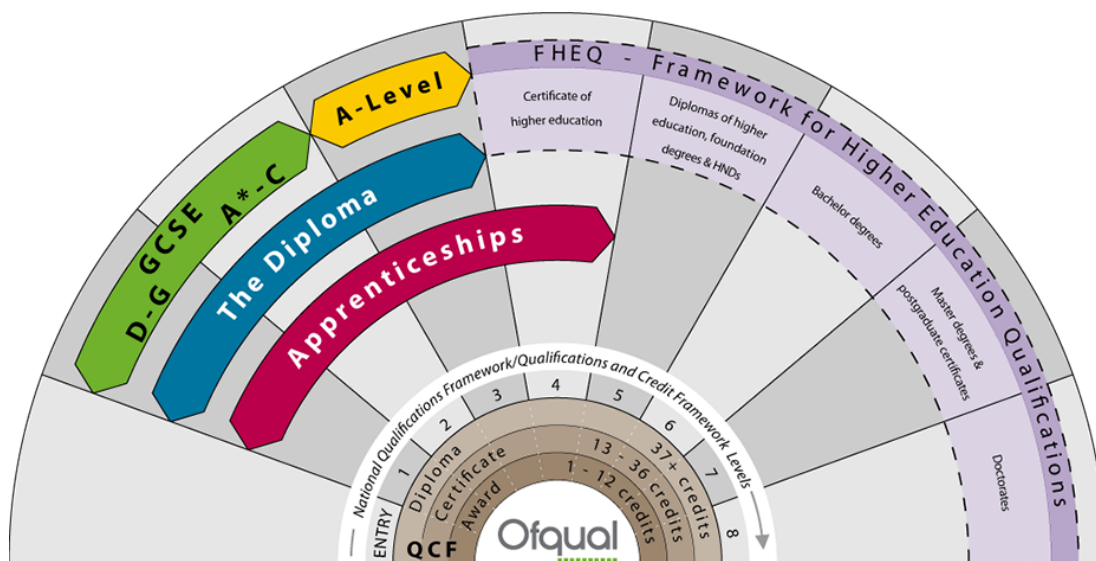 FHEQ - Framework for Higher Education Qualifications
A-Level
GCSE
D-G A*-C
The Diploma
Apprenticeships
Certificate of
higher education
Diplomas of higher
education, foundation
degrees & HNDs
Bachelor degrees
Master degrees &
postgraduate certificates
Doctorates
National Qualifications Framework/Qualifications and Credit Framework Levels
ENTRY 1 2 3 4 5 6 7 8
Diploma 37+ credits
Certificate 13 - 36 credits
Award 1 - 12 credits
QCF
Ofqual